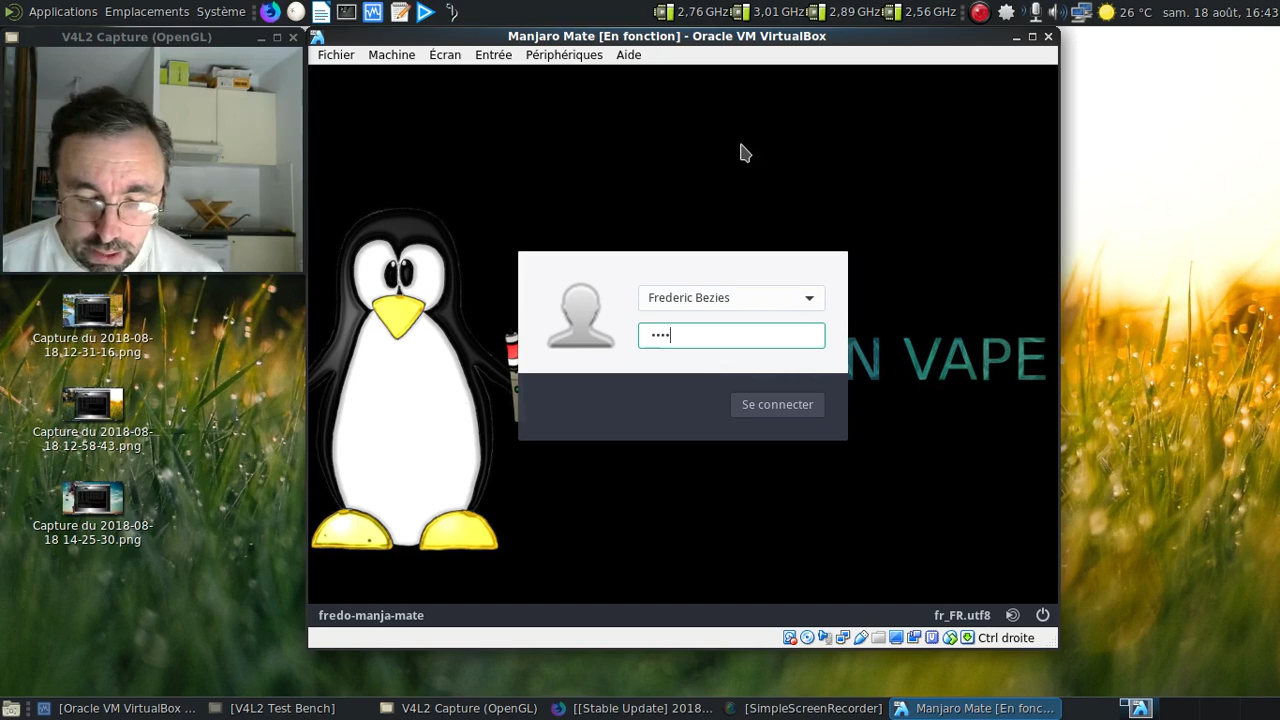 Applications Emplacements Système
2,76 GHz 3,01 GHz 2,89 GHz 2,56 GHz
26 °C sam. 18 août, 16:43
V4L2 Capture (OpenGL)
Manjaro Mate [En fonction] - Oracle VM VirtualBox
Fichier Machine Écran Entrée Périphériques Aide
Frederic Bezies
N VAPE
Se connecter
Capture du 2018-08-
18 12-31-16.png
Capture du 2018-08-
18 12-58-43.png
Capture du 2018-08-
18 14-25-30.png
fredo-manja-mate
fr_FR.utf8
Ctrl droite
[Oracle VM VirtualBox ...
[V4L2 Test Bench]
V4L2 Capture (OpenGL)
[[Stable Update] 2018...
[SimpleScreenRecorder]
Manjaro Mate [En fonc...